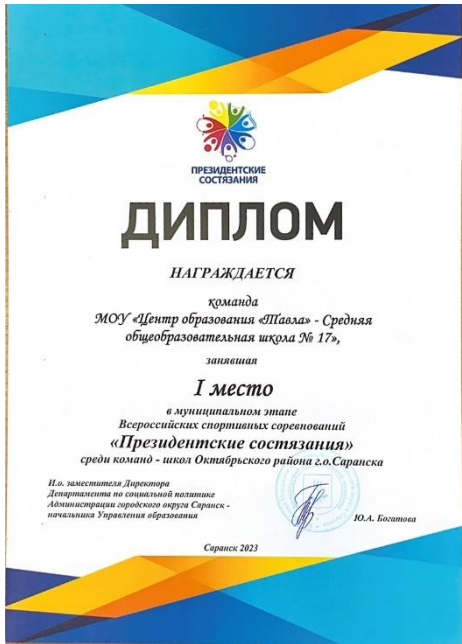 ПРЕЗИДЕНТСКИЕ
СОСТЯЗАНИЯ
ДИПЛОМ
НАГРАЖДАЕТСЯ
команда
МОУ «Центр образования «Тавла» - Средняя
общеобразовательная школа № 17»,
занявшая
I место
в муниципальном этапе
Всероссийских спортивных соревнований
«Президентские состязания»
среди команд - школ Октябрьского района г.о.Саранска
И.о. заместителя Директора
Департамента по социальной политике
Администрации городского округа Саранск -
начальника Управления образования
Ю.А. Богатова
Саранск 2023